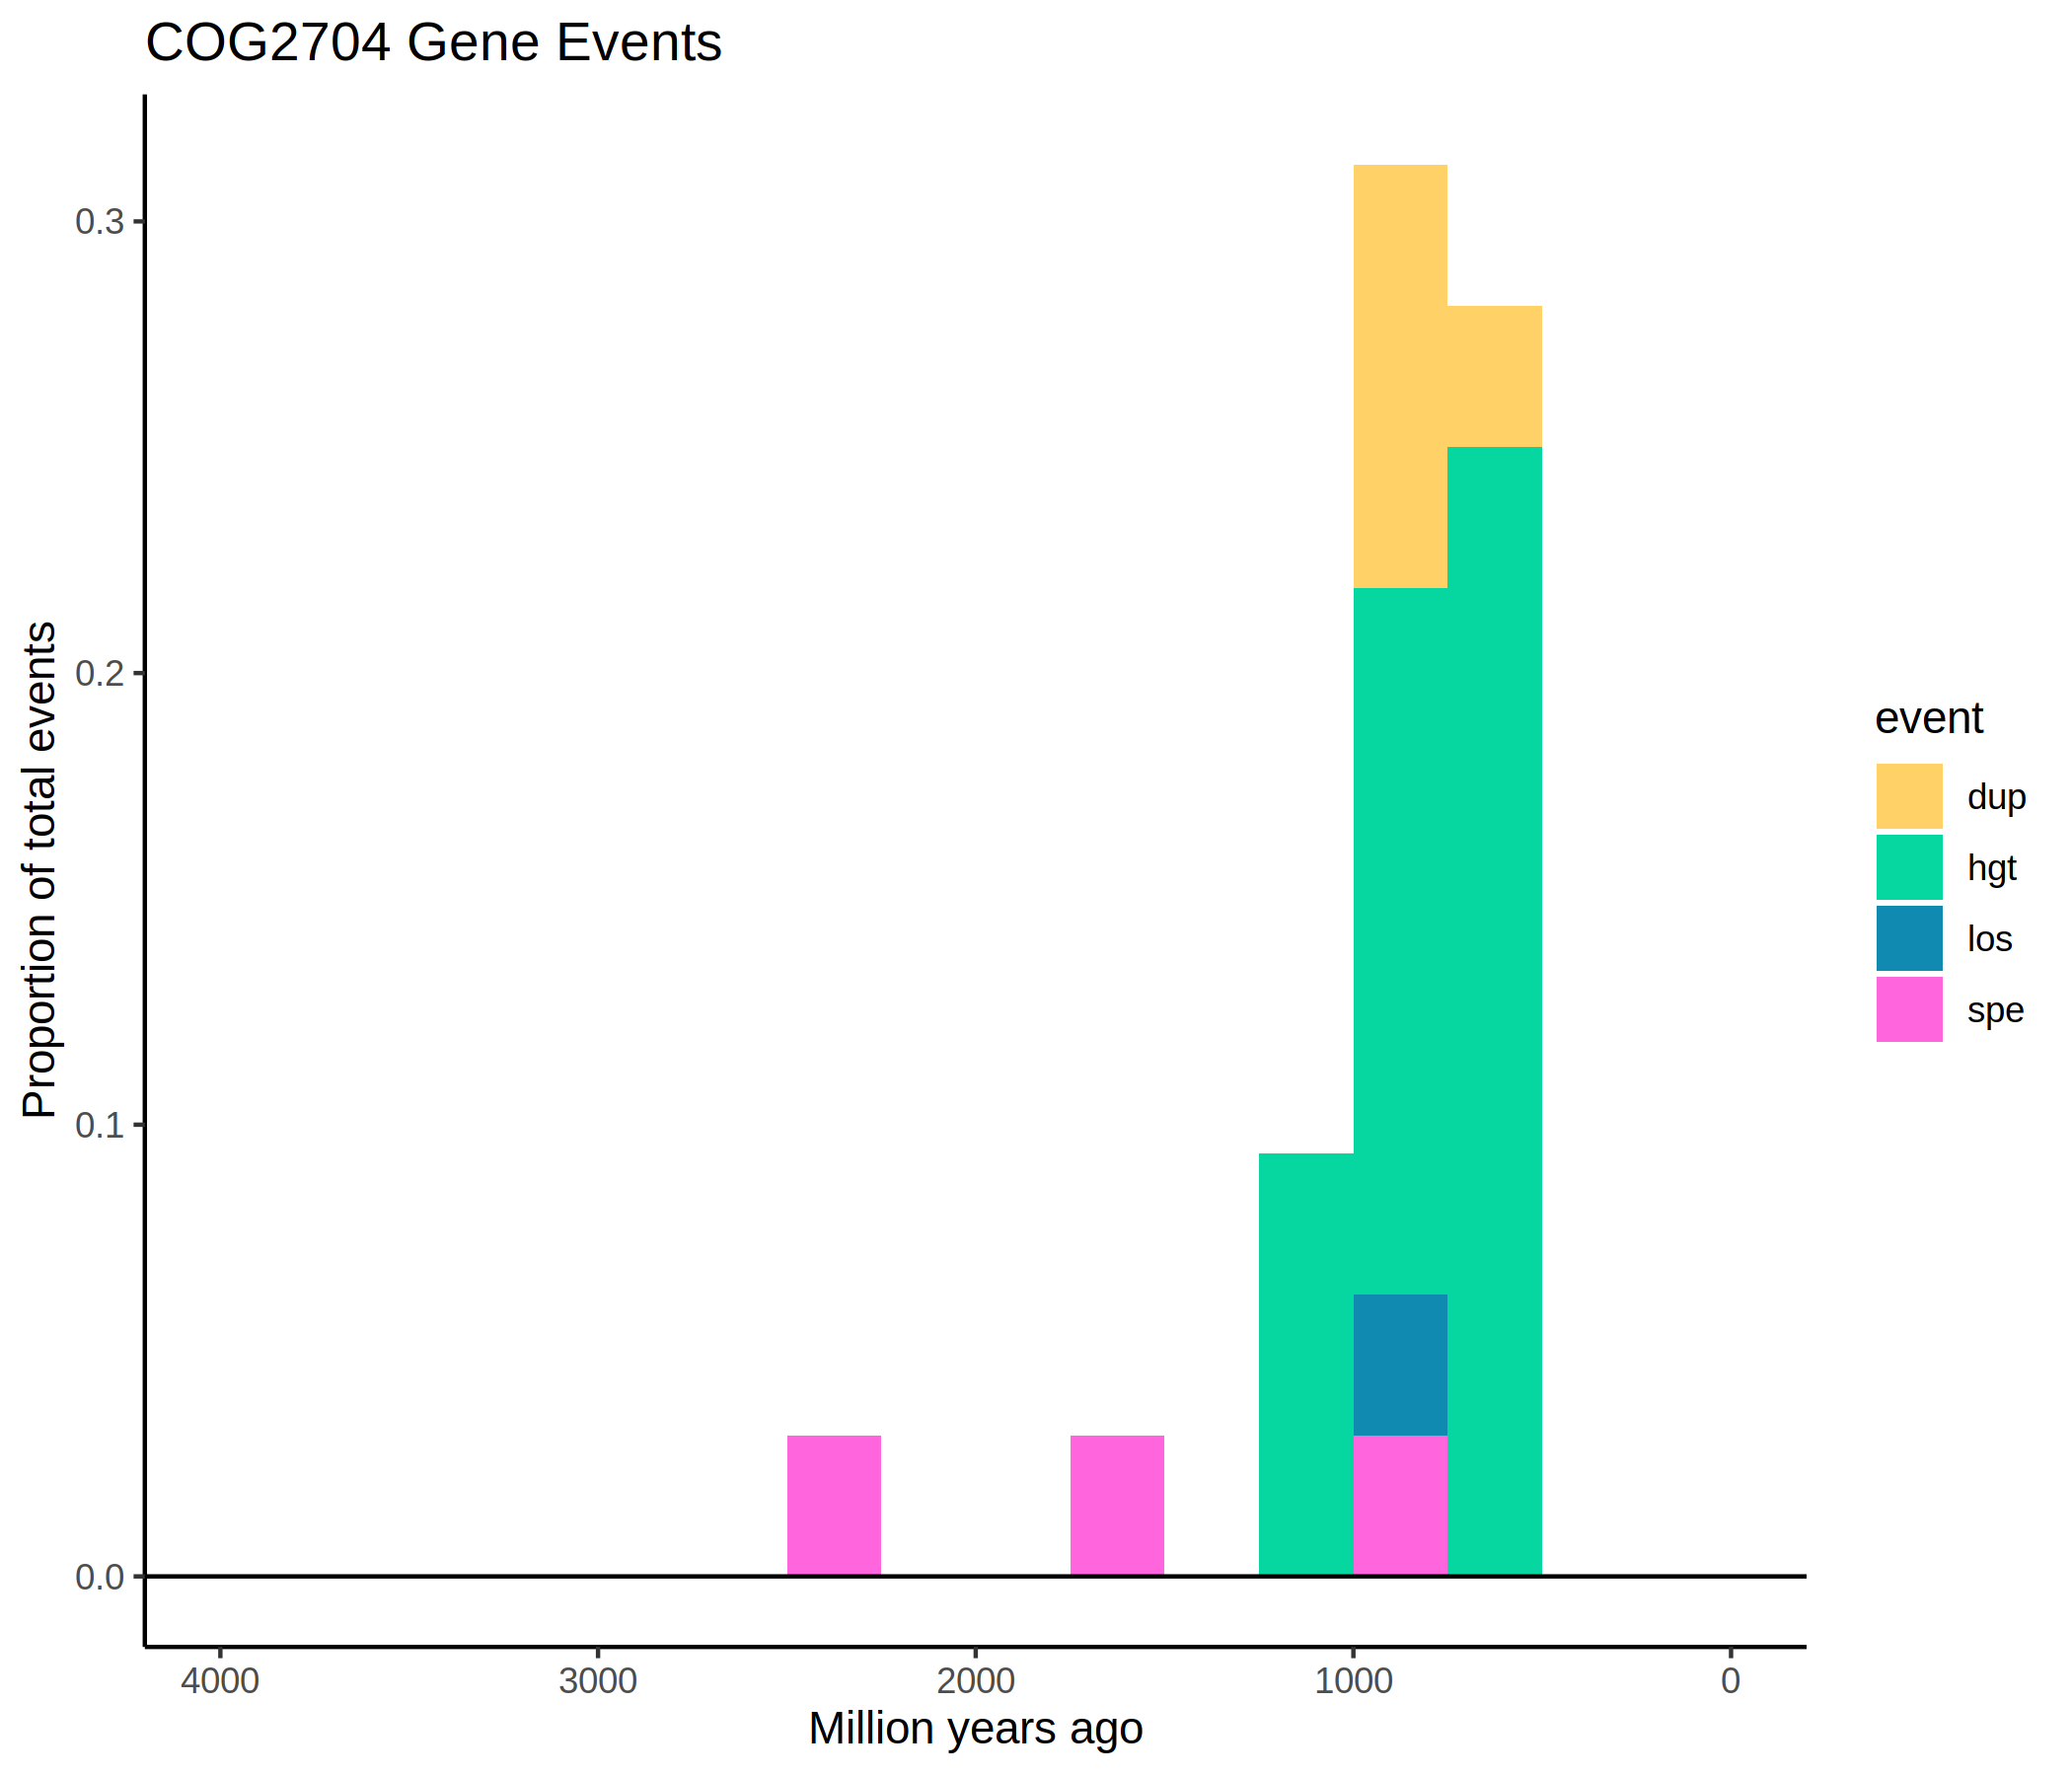 COG2704 Gene Events
Proportion of total events
0.3
0.2
0.1
0.0
4000 3000 2000 1000 0
Million years ago
event
dup
hgt
los
spe